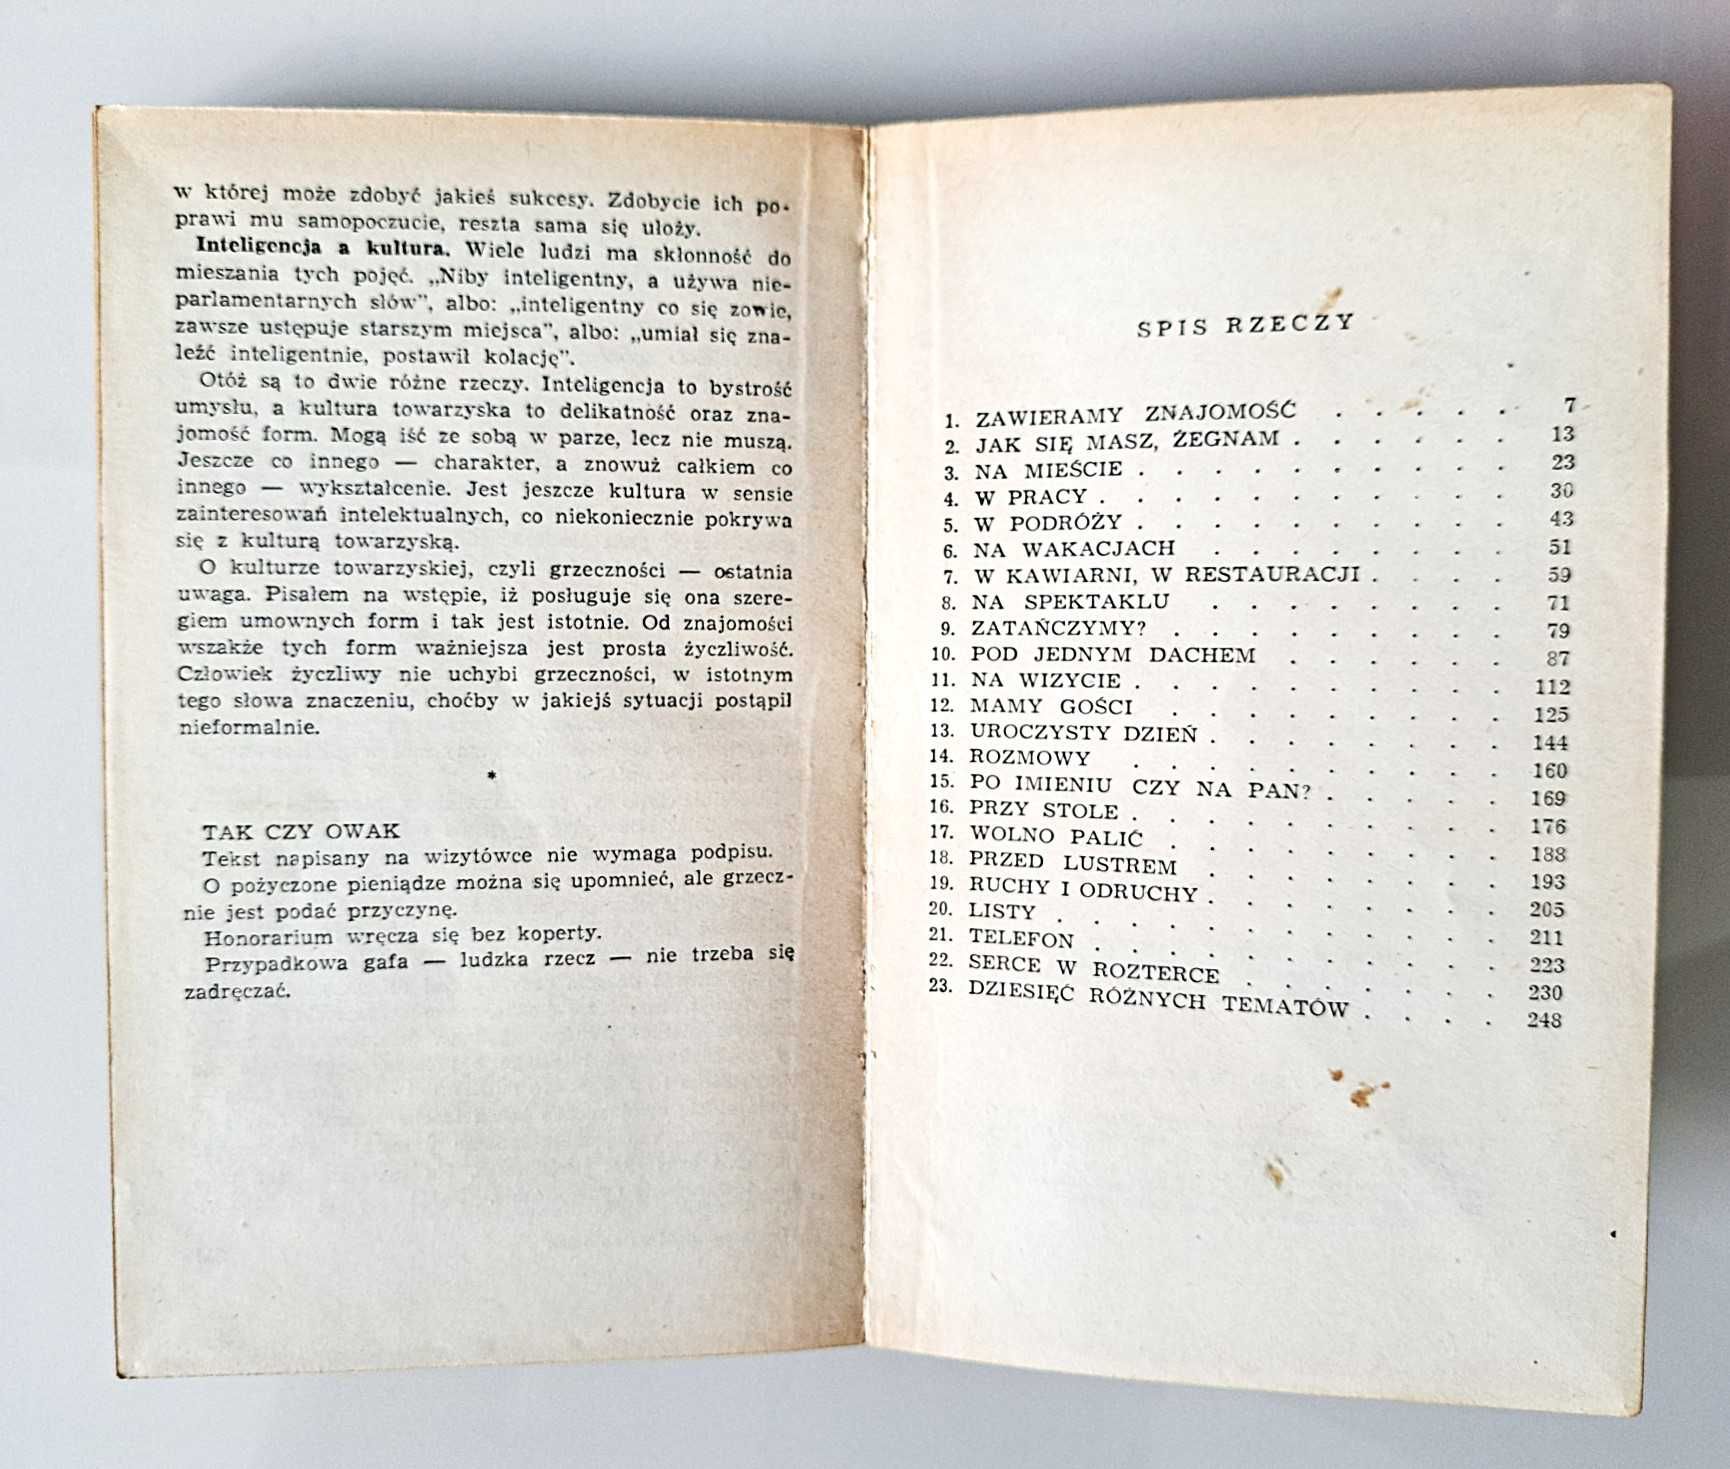 w której może zdobyć jakieś sukcesy. Zdobycie ich po-
prawi mu samopoczucie, reszta sama się ułoży.
Inteligencja a kultura. Wiele ludzi ma skłonność do
mieszania tych pojęć. „Niby inteligentny, a używa nie-
parlamentarnych słów”, albo: „inteligentny co się zowie,
zawsze ustępuje starszym miejsca”, albo: „umiał się zna-
leźć inteligentnie, postawił kolację”.
Otóż są to dwie różne rzeczy. Inteligencja to bystrość
umysłu, a kultura towarzyska to delikatność oraz zna-
jomość form. Mogą iść ze sobą w parze, lecz nie muszą.
Jeszcze co innego — charakter, a znowuż całkiem co
innego — wykształcenie. Jest jeszcze kultura w sensie
zainteresowań intelektualnych, co niekoniecznie pokrywa
się z kulturą towarzyską.
O kulturze towarzyskiej, czyli grzeczności — ostatnia
uwaga. Pisałem na wstępie, iż posługuje się ona szere-
giem umownych form i tak jest istotnie. Od znajomości
wszakże tych form ważniejsza jest prosta życzliwość.
Człowiek życzliwy nie uchybi grzeczności, w istotnym
tego słowa znaczeniu, choćby w jakiejś sytuacji postąpił
nieformalnie.
*
TAK CZY OWAK
Tekst napisany na wizytówce nie wymaga podpisu.
O pożyczone pieniądze można się upomnieć, ale grzecz-
nie jest podać przyczynę.
Honorarium wręcza się bez koperty.
Przypadkowa gafa — ludzka rzecz — nie trzeba się
zadręczać.
SPIS RZECZY
1. ZAWIERAMY ZNAJOMOŚĆ . . . . . 7
2. JAK SIĘ MASZ, ŻEGNAM . . . . . . 13
3. NA MIEŚCIE . . . . . . . . . . 23
4. W PRACY . . . . . . . . . . . 30
5. W PODRÓŻY . . . . . . . . . . 43
6. NA WAKACJACH . . . . . . . . 51
7. W KAWIARNI, W RESTAURACJI . . . . 59
8. NA SPEKTAKLU . . . . . . . . 71
9. ZATAŃCZYMY? . . . . . . . . . 79
10. POD JEDNYM DACHEM . . . . . . 87
11. NA WIZYCIE . . . . . . . . . . 112
12. MAMY GOŚCI . . . . . . . . . 125
13. UROCZYSTY DZIEŃ . . . . . . . . 144
14. ROZMOWY . . . . . . . . . . 160
15. PO IMIENIU CZY NA PAN? . . . . . 169
16. PRZY STOLE . . . . . . . . . . 176
17. WOLNO PALIĆ . . . . . . . . . 188
18. PRZED LUSTREM . . . . . . . . 193
19. RUCHY I ODRUCHY . . . . . . . . 205
20. LISTY . . . . . . . . . . . . 211
21. TELEFON . . . . . . . . . . . 223
22. SERCE W ROZTERCE . . . . . . . 230
23. DZIESIĘĆ RÓŻNYCH TEMATÓW . . . . 248